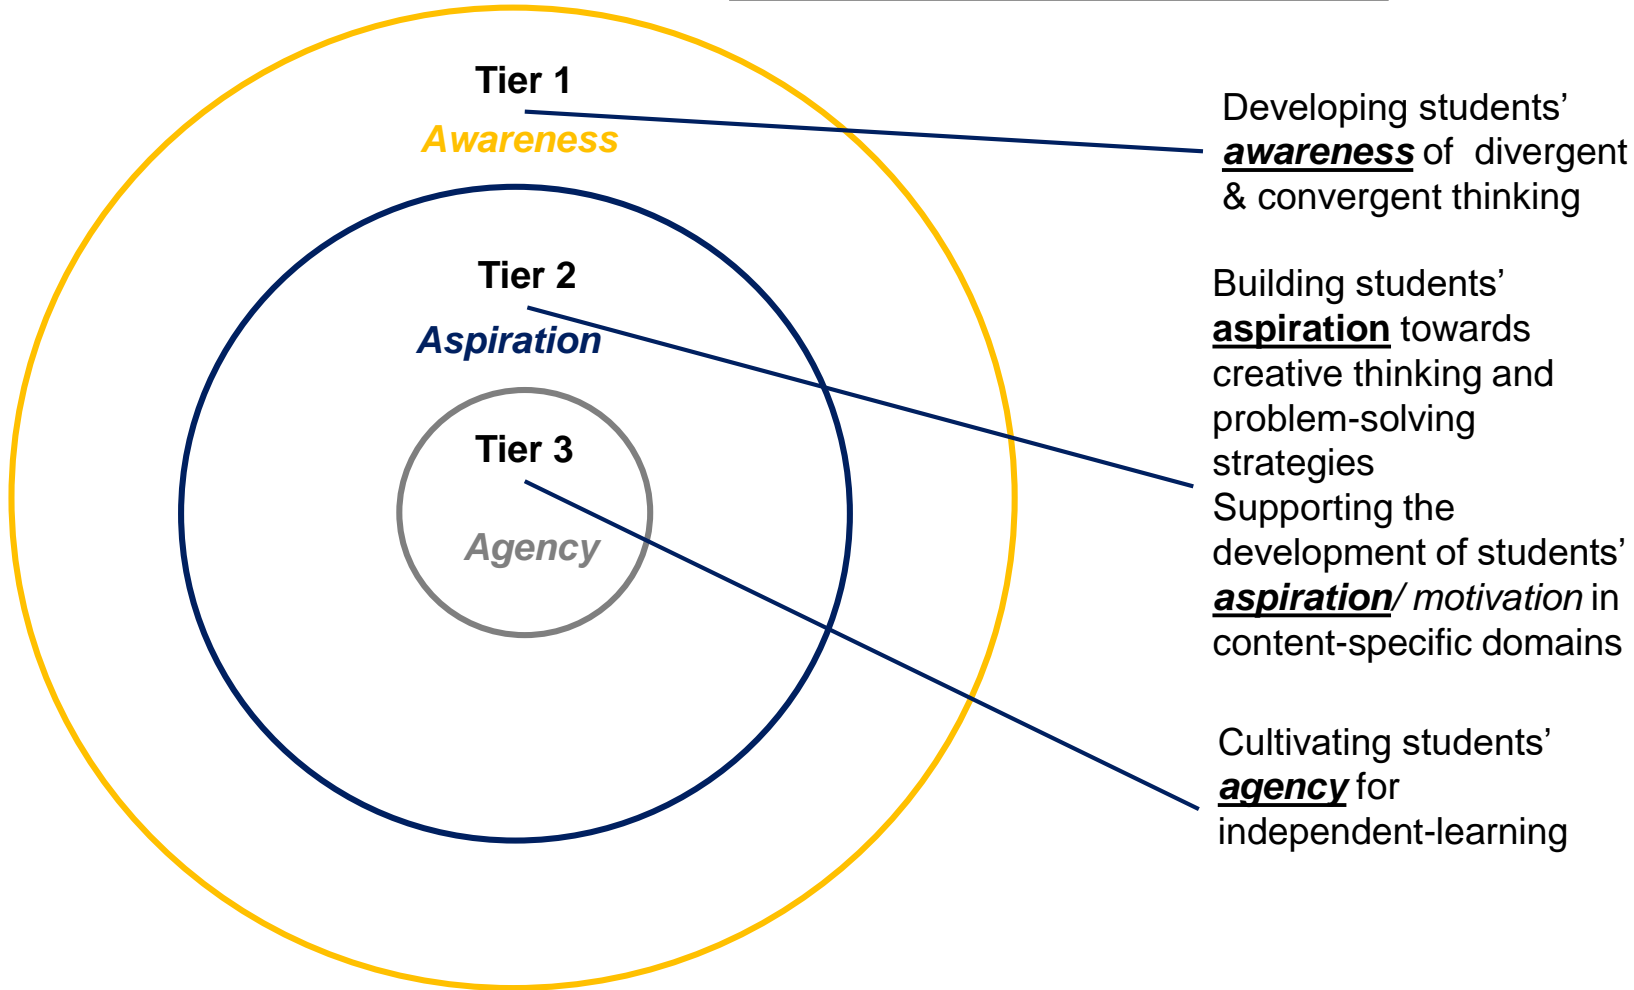 Tier 1
Awareness
Tier 2
Aspiration
Tier 3
Agency
Developing students’
awareness of divergent
& convergent thinking
Building students’
aspiration towards
creative thinking and
problem-solving
strategies
Supporting the
development of students’
aspiration/ motivation in
content-specific domains
Cultivating students’
agency for
independent-learning